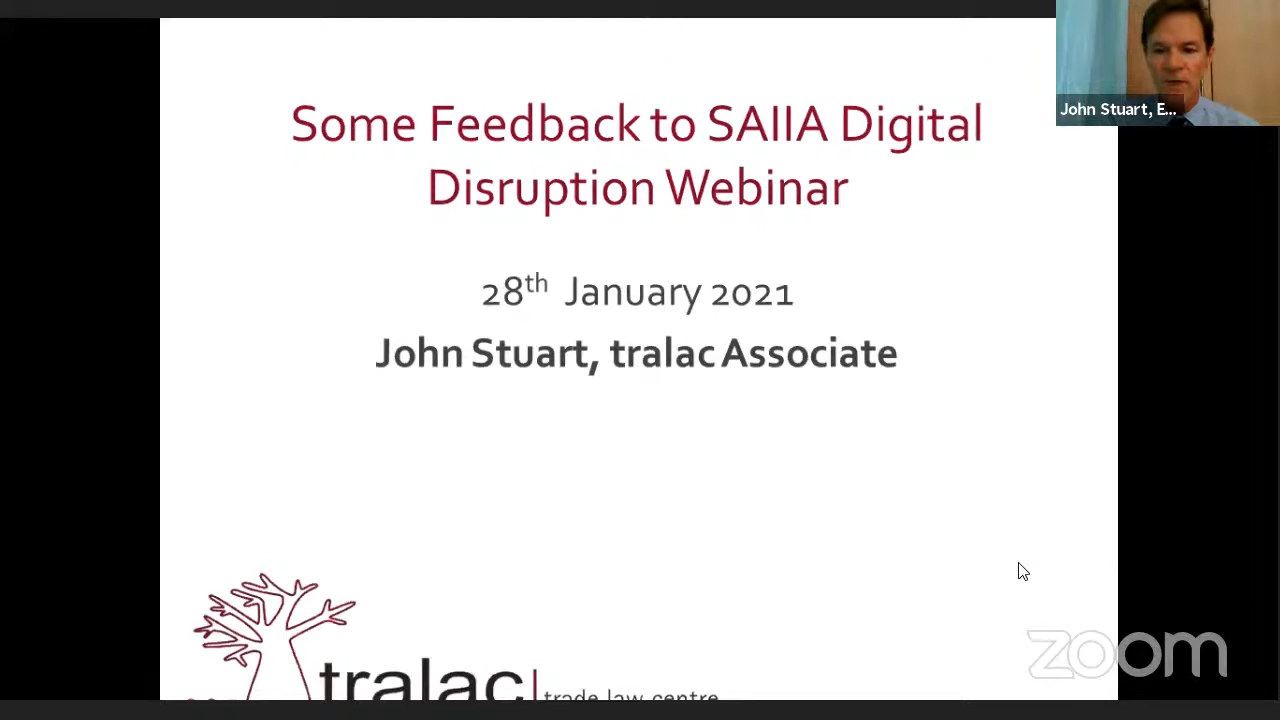 John Stuart, E...
Some Feedback to SAIIA Digital
Disruption Webinar
28th January 2021
John Stuart, tralac Associate
tralac
trade law centre
zoom